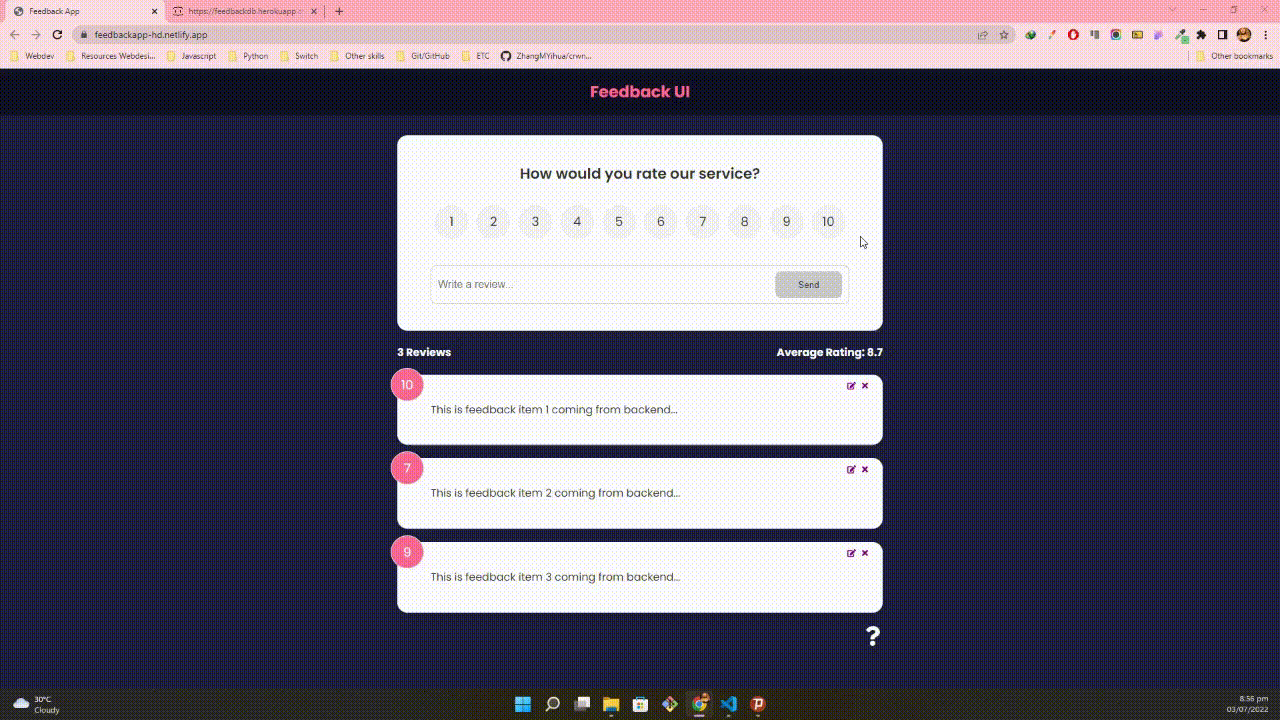 Feedback App
https://feedbackdb.herokuapp.c
feedbackapp-hd.netlify.app
Webdev
Resources Webdesi...
Javascript
Python
Switch
Other skills
Git/GitHub
ETC
ZhangMYihua/crwn...
Other bookmarks
Feedback UI
How would you rate our service?
1 2 3 4 5 6 7 8 9 10
Write a review...
Send
3 Reviews
Average Rating: 8.7
10
This is feedback item 1 coming from backend...
7
This is feedback item 2 coming from backend...
9
This is feedback item 3 coming from backend...
?
30°C
Cloudy
8:56 pm
03/07/2022